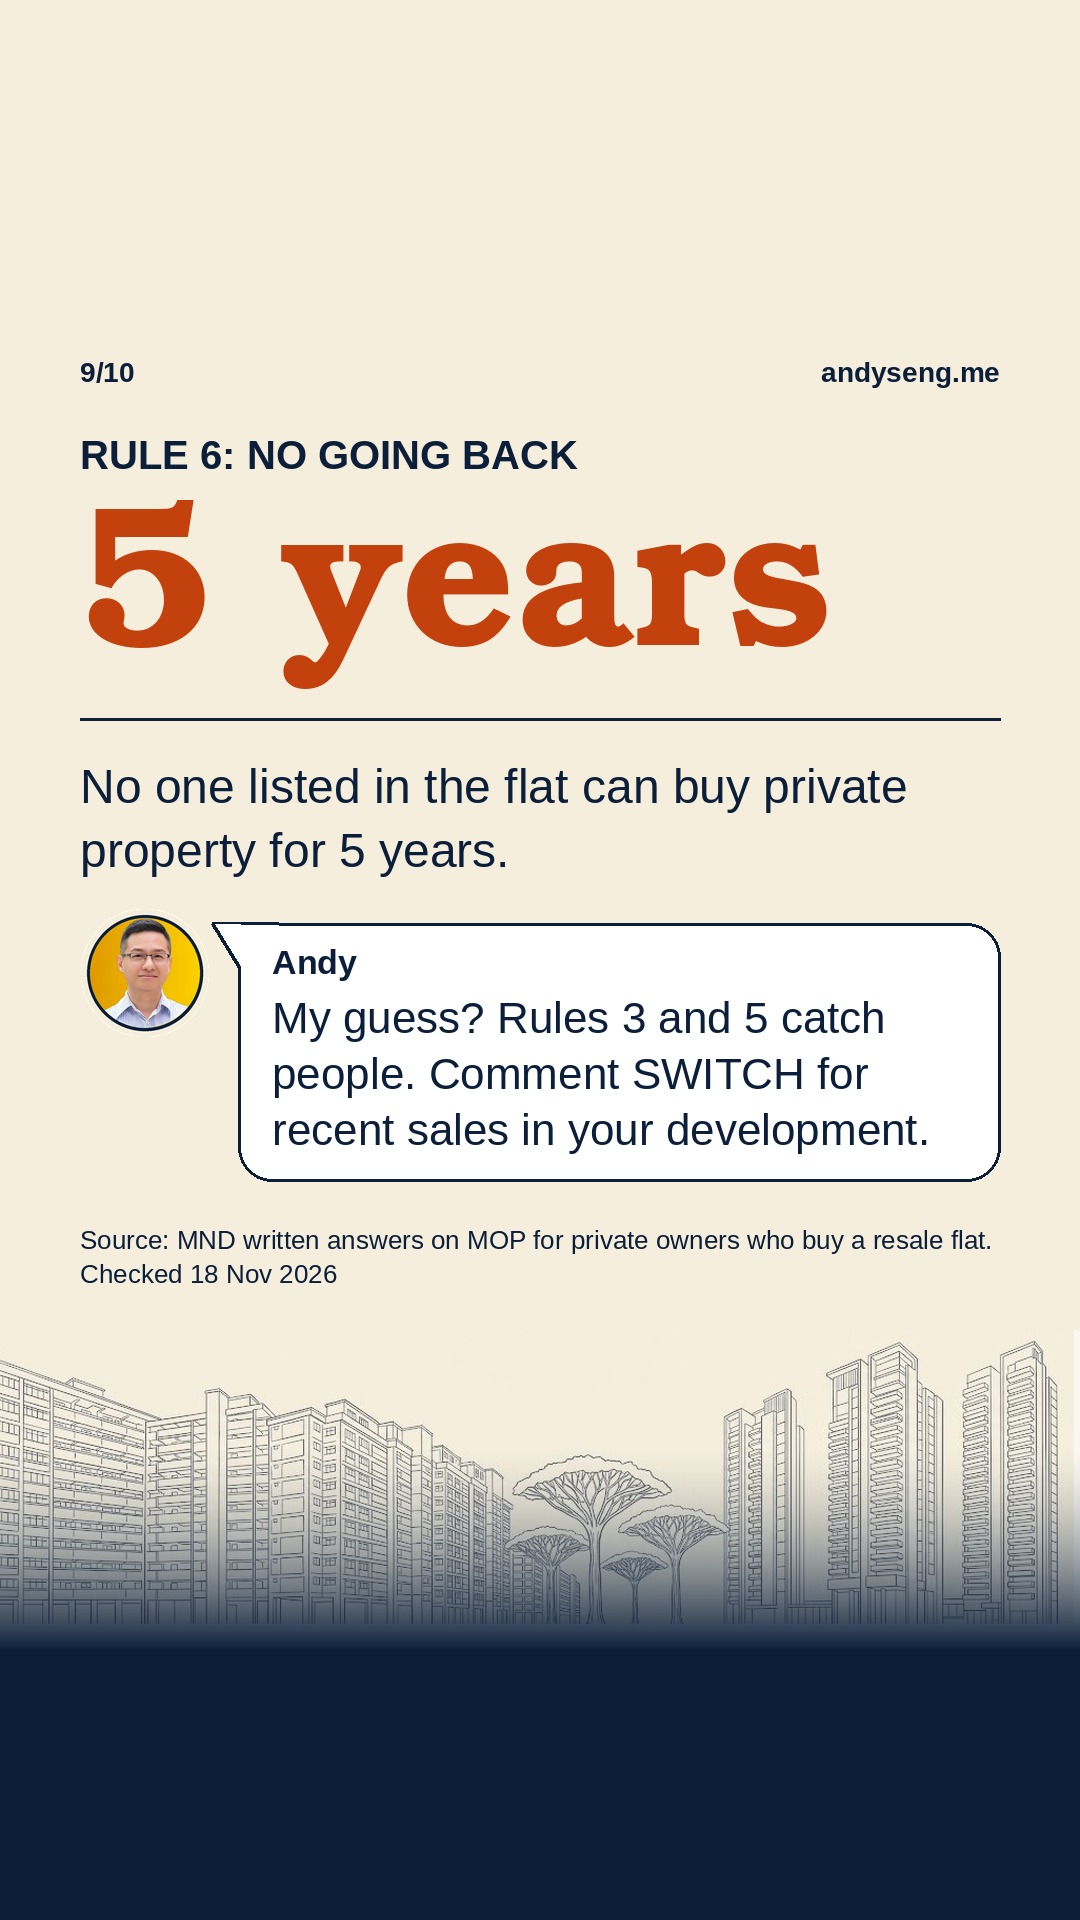 9/10
andyseng.me
RULE 6: NO GOING BACK
5 years
No one listed in the flat can buy private
property for 5 years.
Andy
My guess? Rules 3 and 5 catch
people. Comment SWITCH for
recent sales in your development.
Source: MND written answers on MOP for private owners who buy a resale flat.
Checked 18 Nov 2026